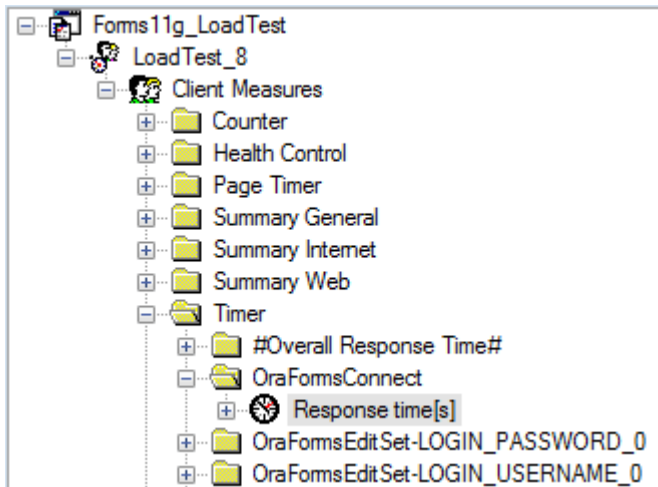 Forms11g_LoadTest
LoadTest_8
Client Measures
Counter
Health Control
Page Timer
Summary General
Summary Internet
Summary Web
Timer
#Overall Response Time#
OraFormsConnect
Response time[s]
OraFormsEditSet-LOGIN_PASSWORD_0
OraFormsEditSet-LOGIN_USERNAME_0